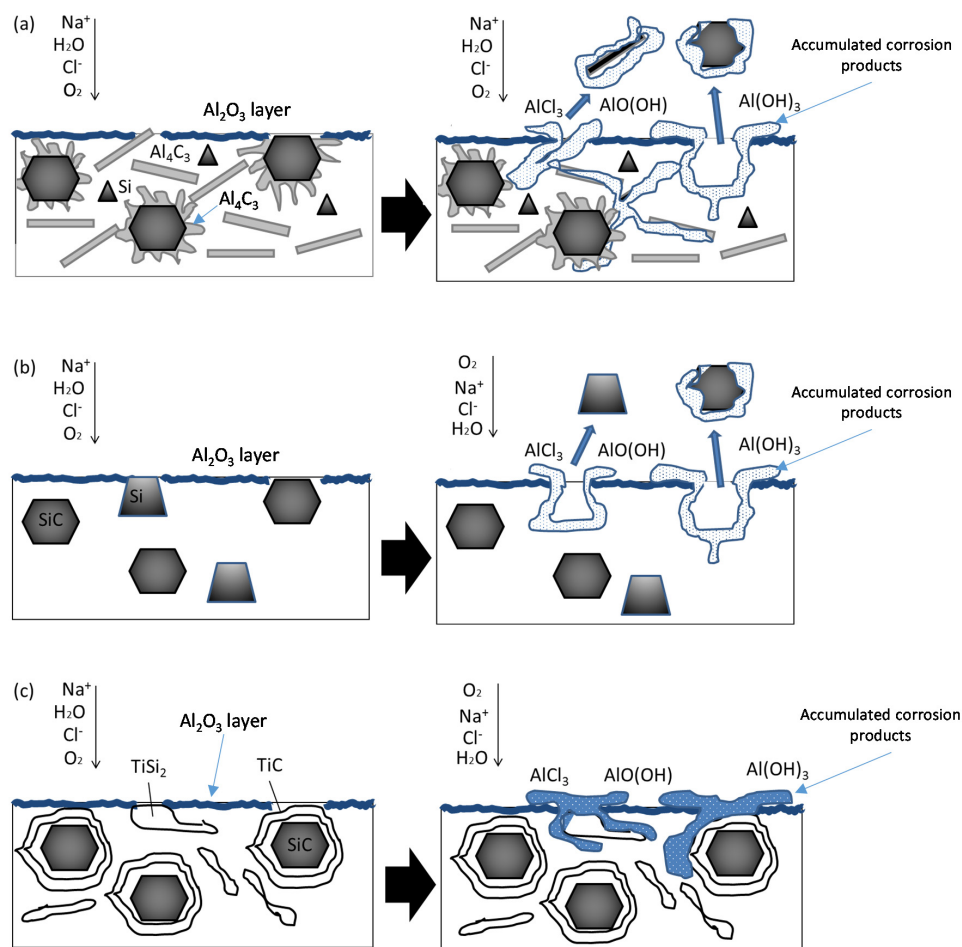 (a)
Na⁺
H₂O
Cl⁻
O₂
Al₂O₃ layer
Al₄C₃
Si
Al₄C₃
Na⁺
H₂O
Cl⁻
O₂
AlCl₃
AlO(OH)
Al(OH)₃
Accumulated corrosion
products
(b)
Na⁺
H₂O
Cl⁻
O₂
Al₂O₃ layer
Si
SiC
O₂
Na⁺
Cl⁻
H₂O
AlCl₃
AlO(OH)
Al(OH)₃
Accumulated corrosion
products
(c)
Na⁺
H₂O
Cl⁻
O₂
Al₂O₃ layer
TiSi₂
TiC
SiC
O₂
Na⁺
Cl⁻
H₂O
AlCl₃
AlO(OH)
Al(OH)₃
Accumulated corrosion
products